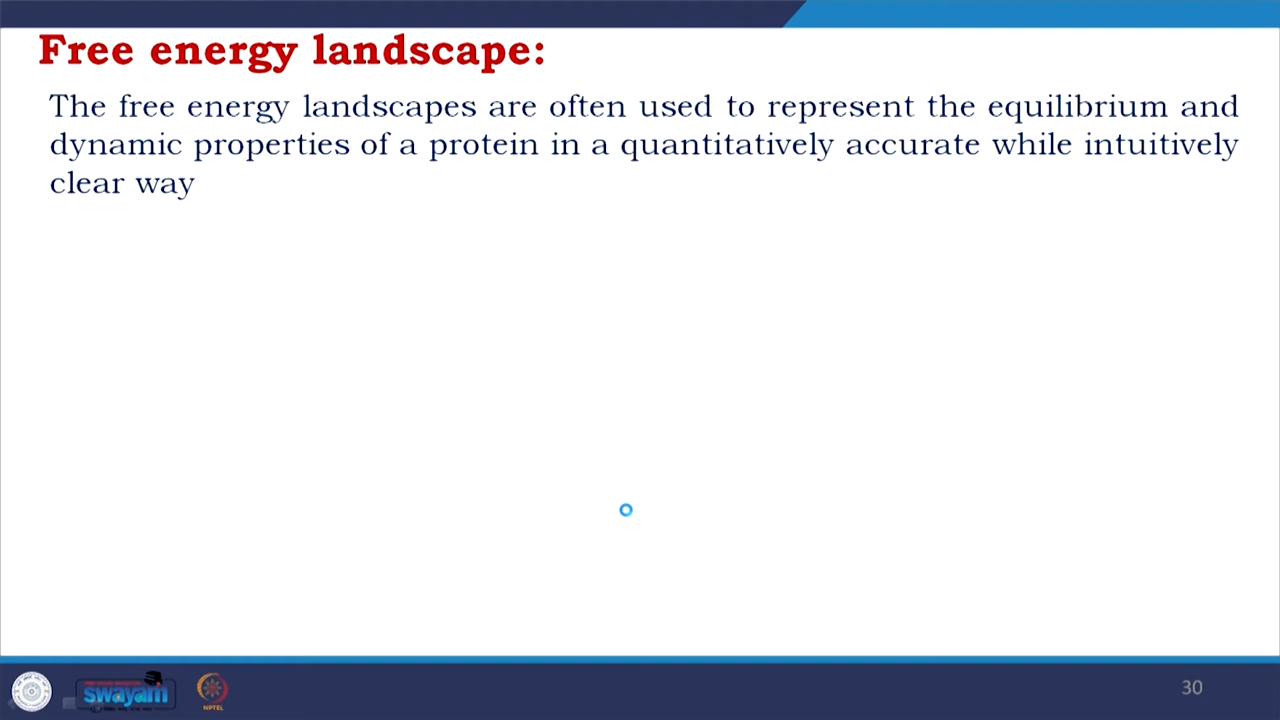 Free energy landscape:
The free energy landscapes are often used to represent the equilibrium and
dynamic properties of a protein in a quantitatively accurate while intuitively
clear way
swayam
NPTEL
30